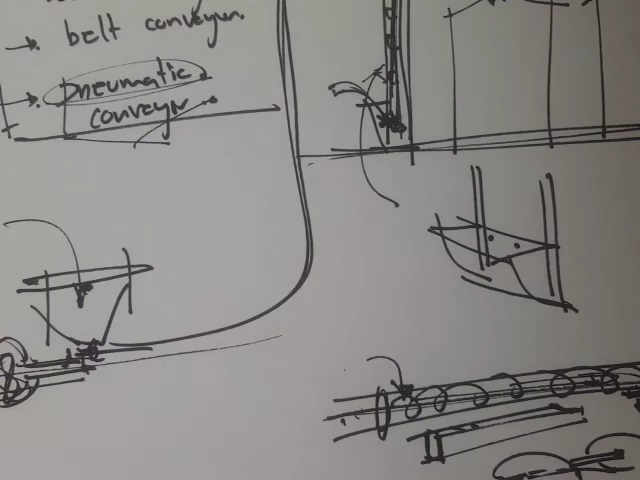 → belt conveyor.
→ pneumatic
conveyor